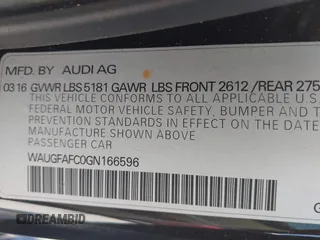 MFD. BY AUDI AG
03 16 GVWR LBS 5181 GAWR LBS FRONT 2612 /REAR 275
THIS VEHICLE CONFORMS TO ALL APPLICABLE
FEDERAL MOTOR VEHICLE SAFETY, BUMPER AND T
PREVENTION STANDARDS IN EFFECT ON THE DATE
MANUFACTURE SHOWN ABOVE.
PASSENGER CAR
WAUGFAFC0GN166596
DREAMBID